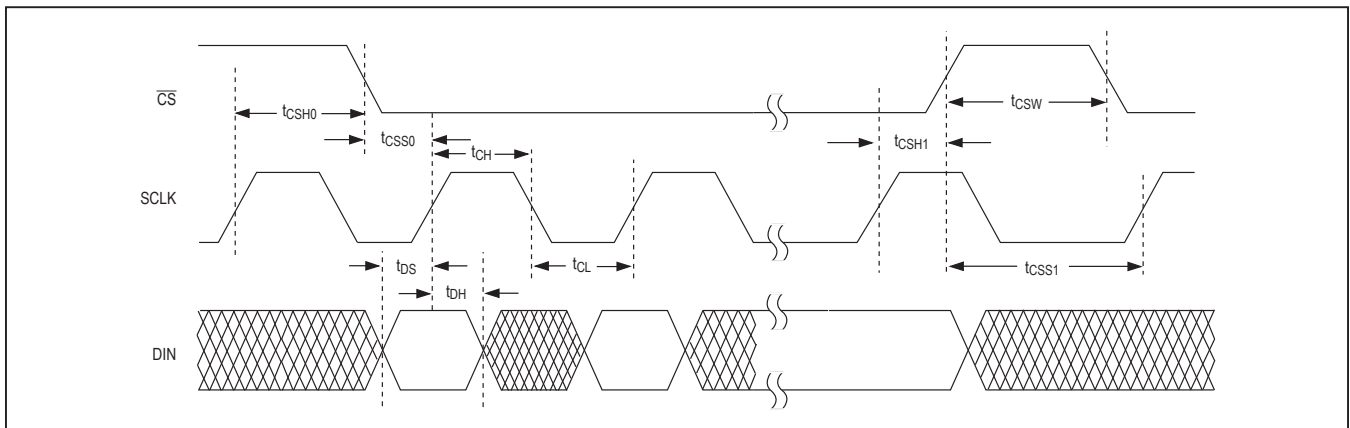 CS
tCSH0
tCSW
tCSS0
tCH
tCSH1
SCLK
tDS
tCL
tCSS1
tDH
DIN